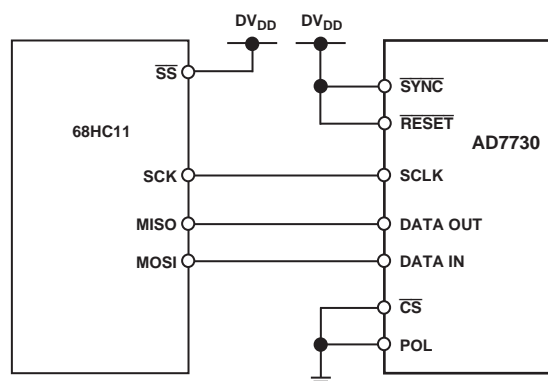 DVDD DVDD
SS
SYNC
68HC11
RESET
AD7730
SCK SCLK
MISO DATA OUT
MOSI DATA IN
CS
POL